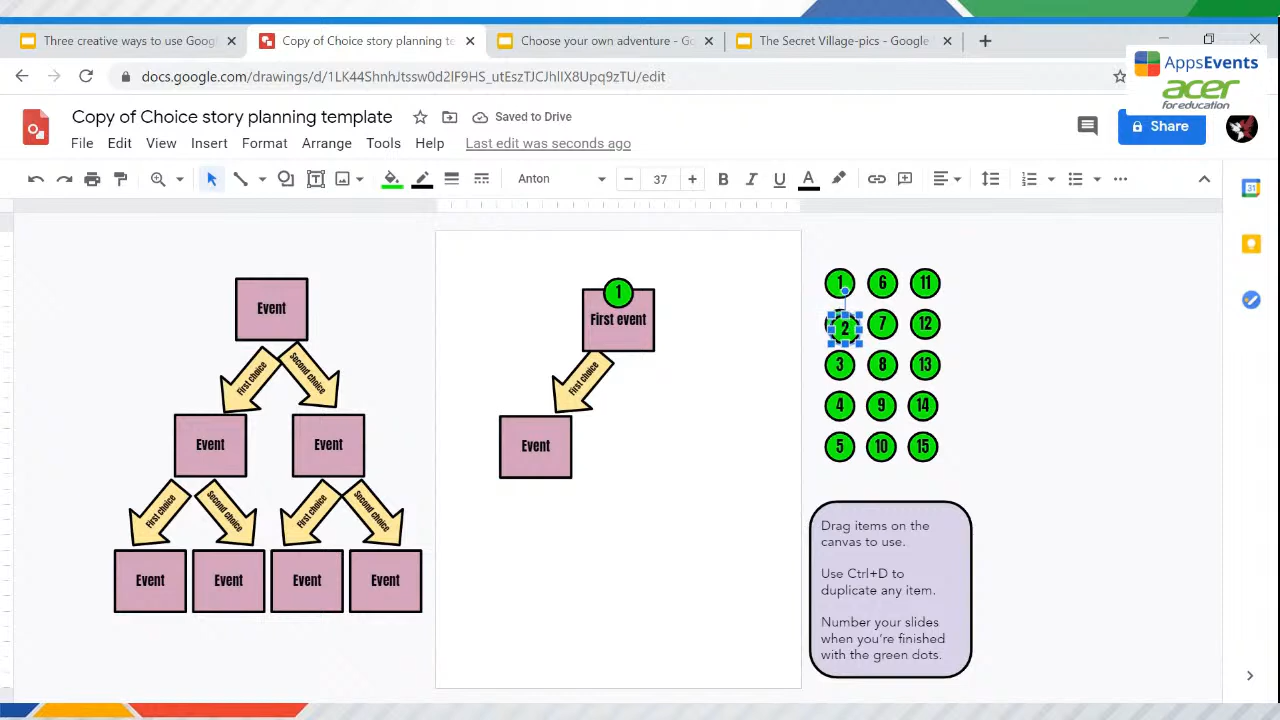 Three creative ways to use Goog
Copy of Choice story planning te
Choose your own adventure - Go
The Secret Village-pics - Google
docs.google.com/drawings/d/1LK44ShnhJtssw0d2lF9HS_utEszTJCJhIlX8Upq9zTU/edit
AppsEvents
acer
for education
Copy of Choice story planning template
Saved to Drive
Share
File Edit View Insert Format Arrange Tools Help Last edit was seconds ago
Anton
37
B I U A
31
Event
First choice
Second choice
Event
Event
First choice
Second choice
First choice
Second choice
Event
Event
Event
Event
1
First event
First choice
Event
1 6 11
2 7 12
3 8 13
4 9 14
5 10 15
Drag items on the
canvas to use.
Use Ctrl+D to
duplicate any item.
Number your slides
when you're finished
with the green dots.